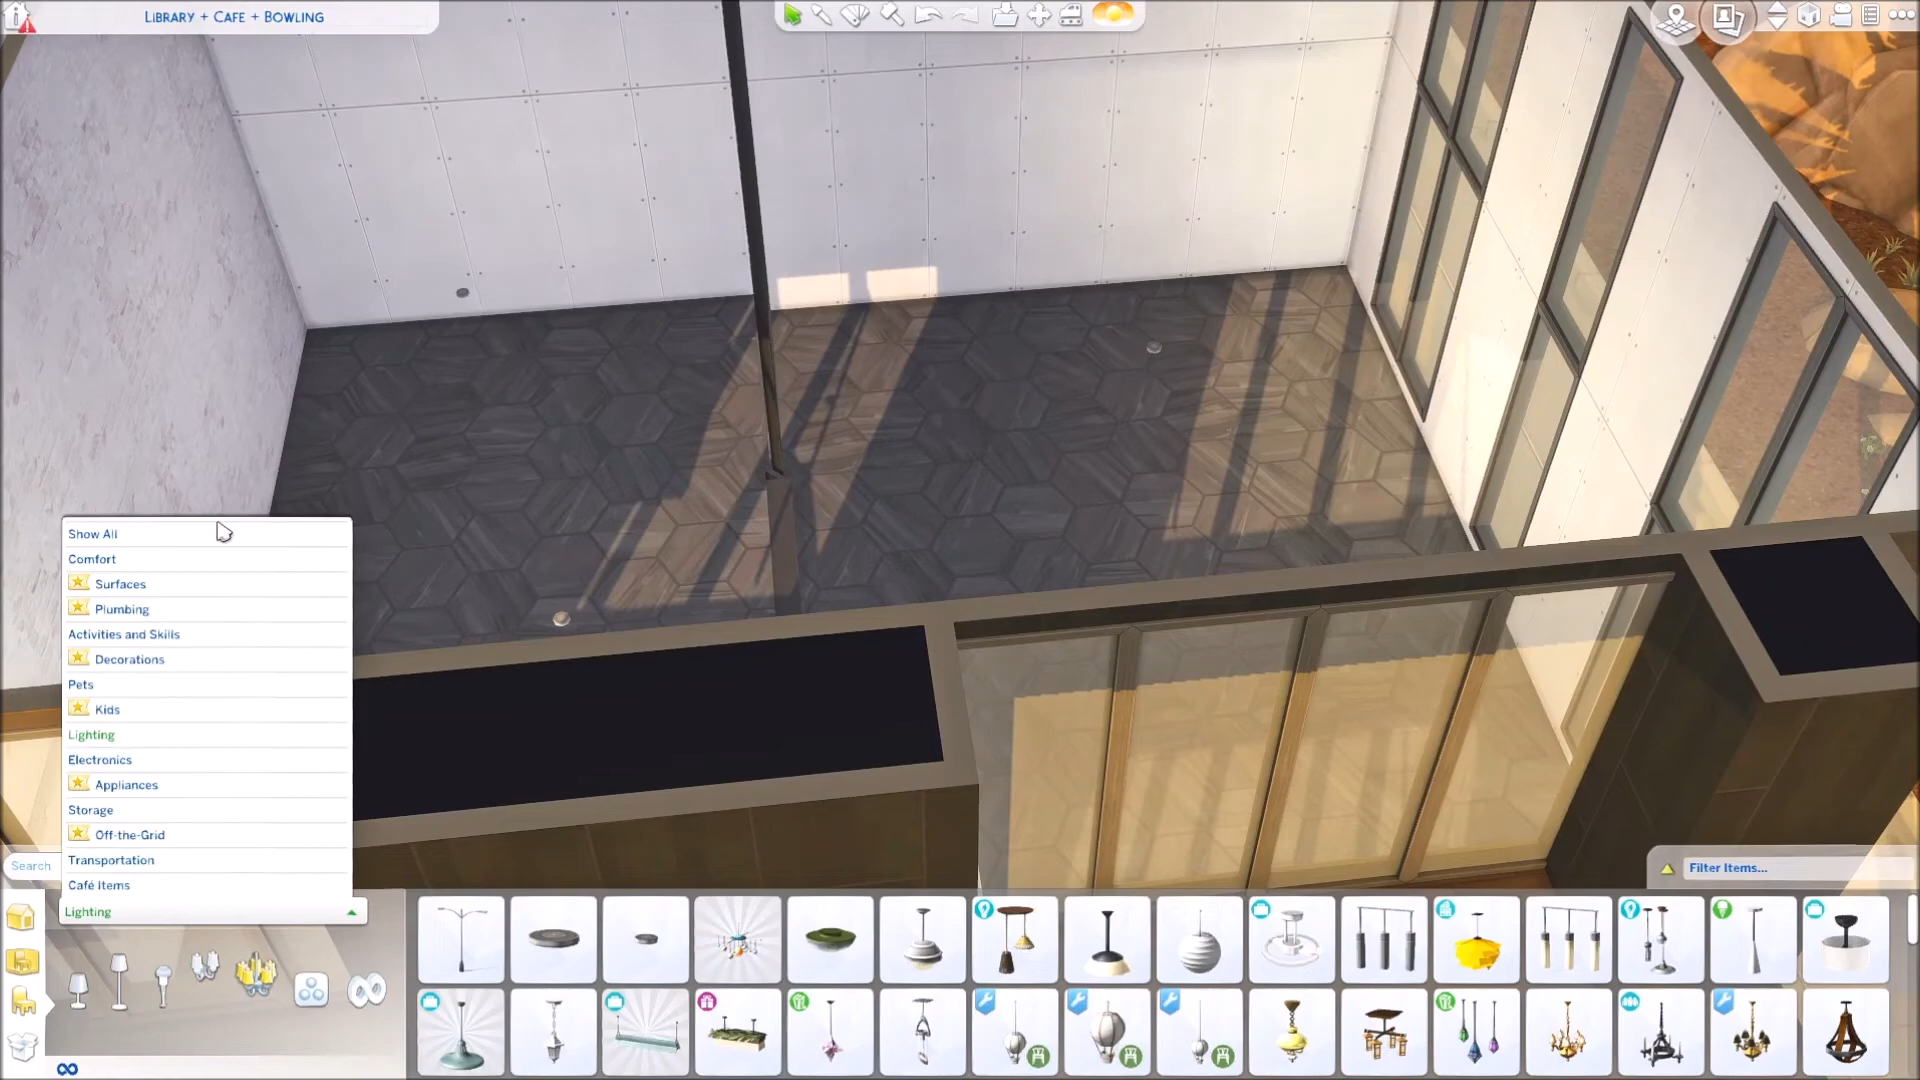 Library + Cafe + Bowling
Show All
Comfort
Surfaces
Plumbing
Activities and Skills
Decorations
Pets
Kids
Lighting
Electronics
Appliances
Storage
Off-the-Grid
Transportation
Café Items
Search
Lighting
Filter Items...